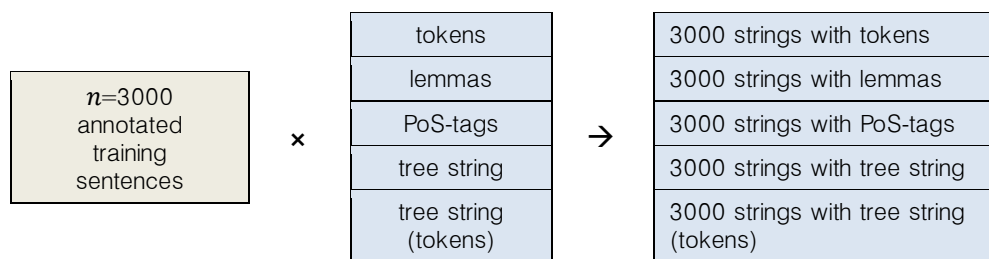 n=3000
annotated
training
sentences
×
tokens
lemmas
PoS-tags
tree string
tree string
(tokens)
→
3000 strings with tokens
3000 strings with lemmas
3000 strings with PoS-tags
3000 strings with tree string
3000 strings with tree string
(tokens)